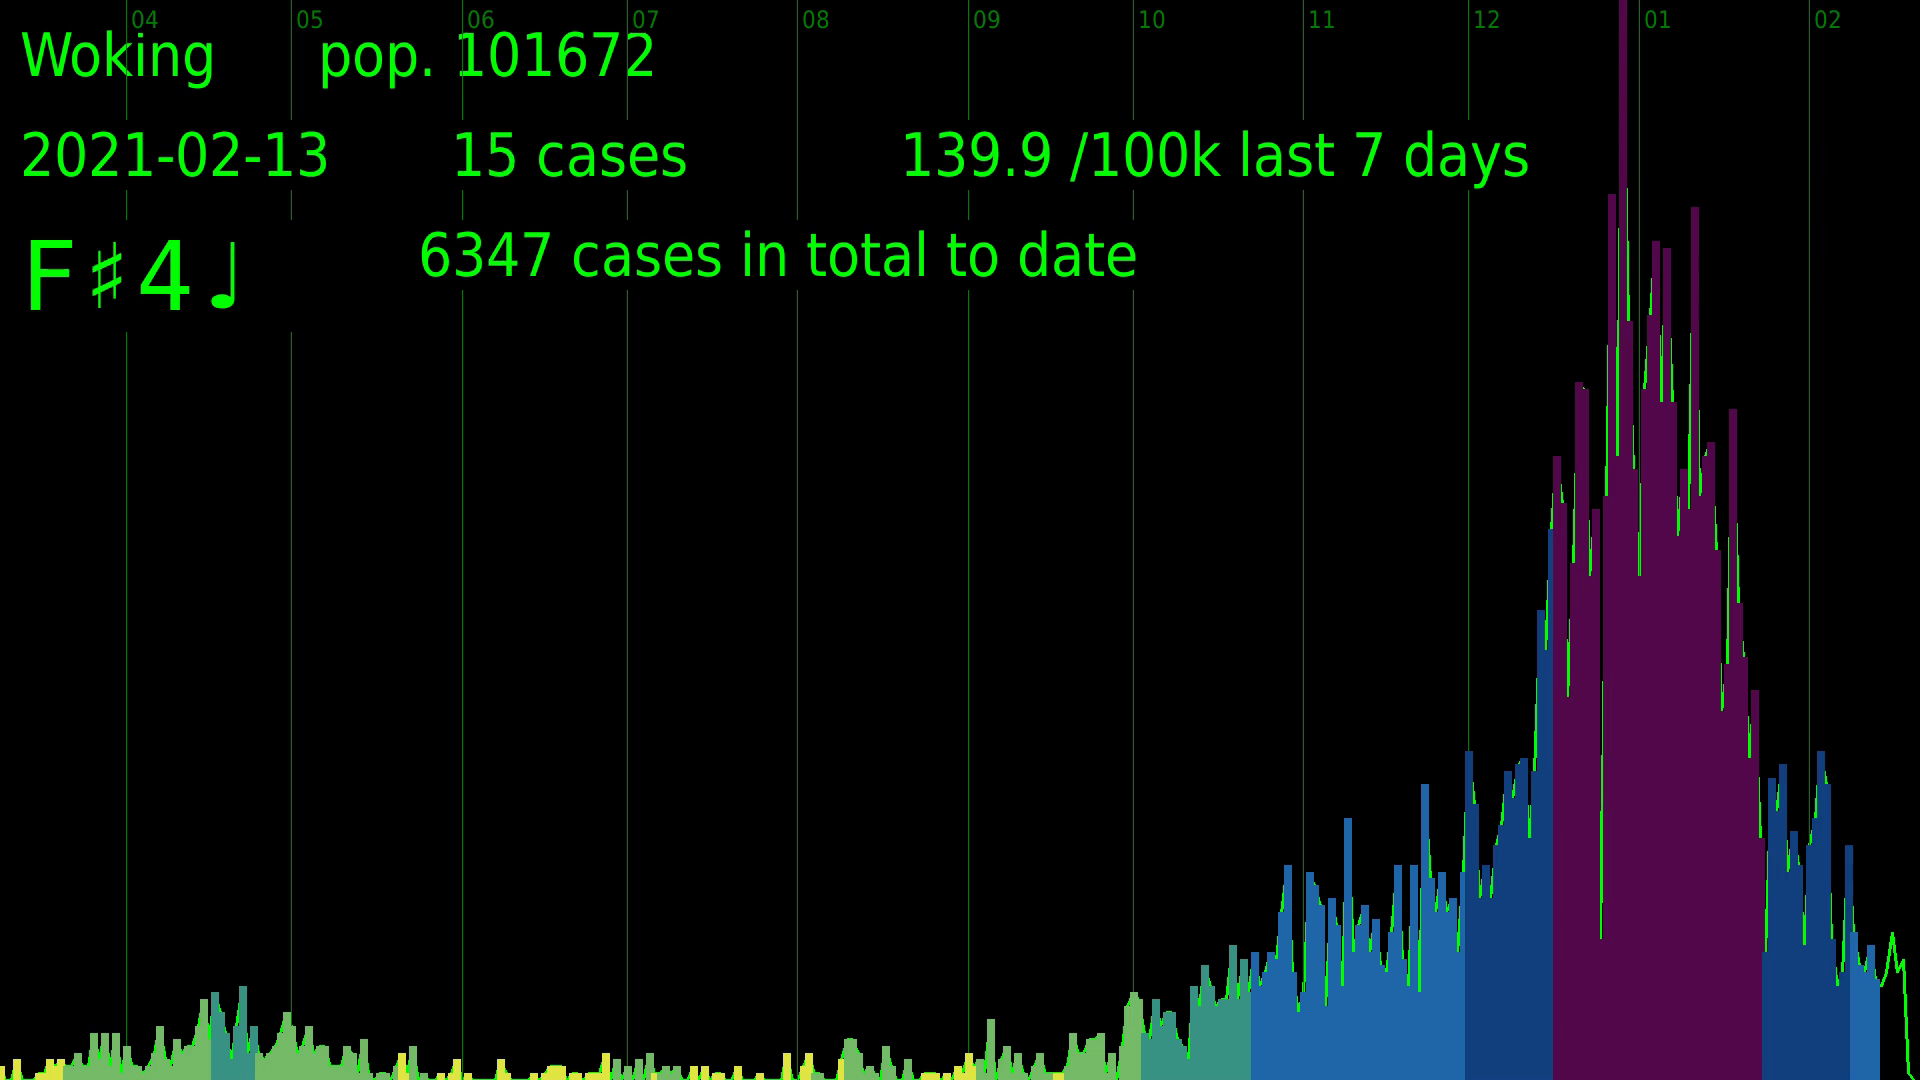 04 05 06 07 08 09 10 11 12 01 02
Woking pop. 101672
2021-02-13 15 cases 139.9 /100k last 7 days
F♯4♩ 6347 cases in total to date